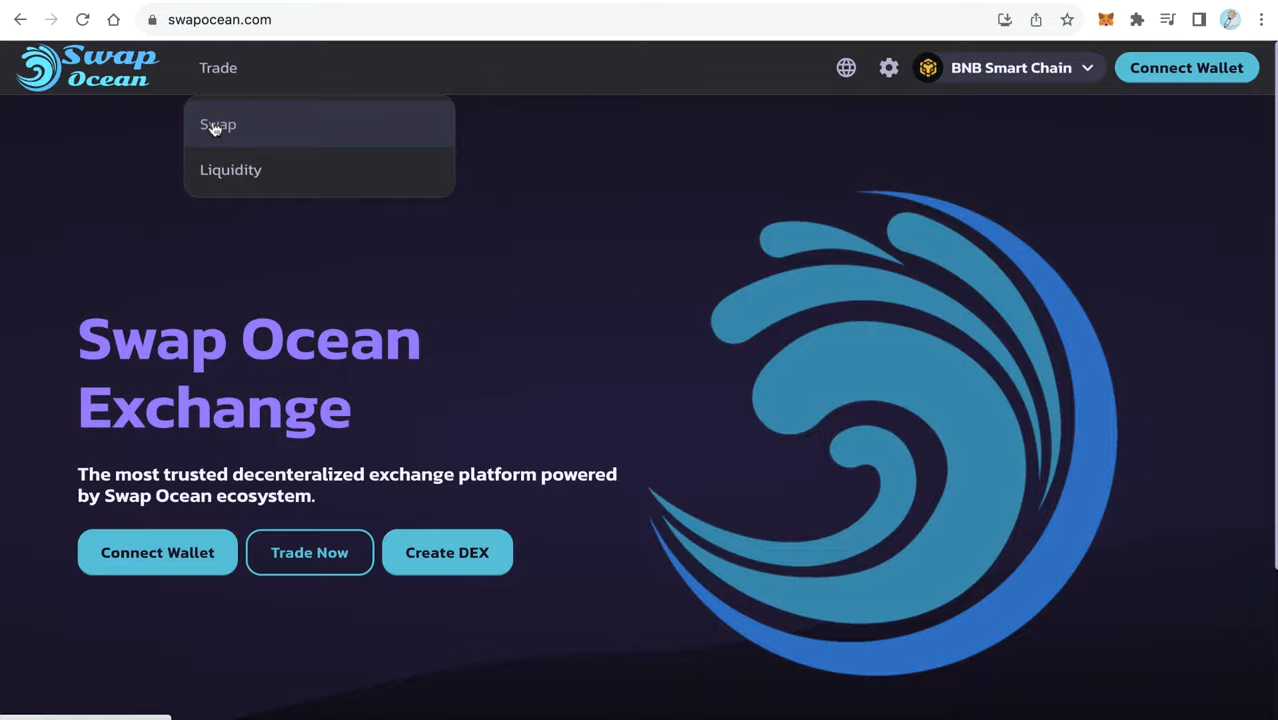 swapocean.com
Swap
Ocean
Trade
BNB Smart Chain
Connect Wallet
Swap
Liquidity
Swap Ocean
Exchange
The most trusted decenteralized exchange platform powered
by Swap Ocean ecosystem.
Connect Wallet
Trade Now
Create DEX